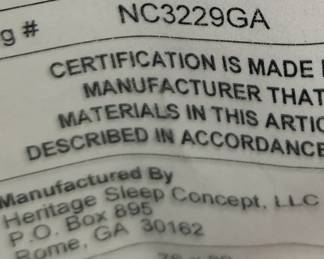 g # NC3229GA
CERTIFICATION IS MADE
MANUFACTURER THAT
MATERIALS IN THIS ARTIC
DESCRIBED IN ACCORDANCE
Manufactured By
Heritage Sleep Concept, LLC
P.O. Box 895
Rome, GA 30162